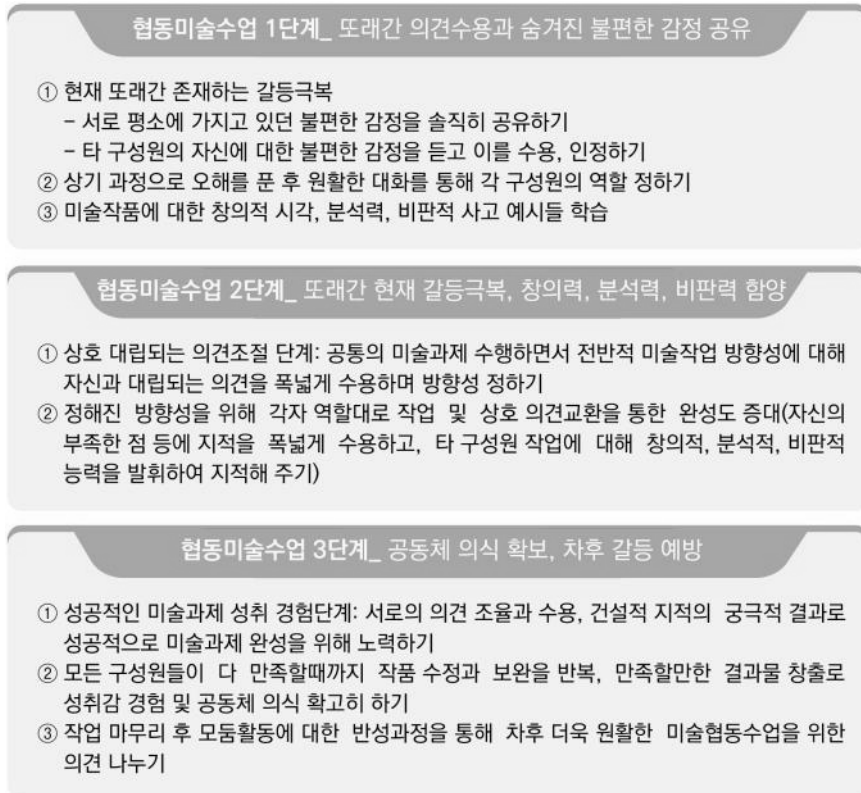 협동미술수업 1단계_ 또래간 의견수용과 숨겨진 불편한 감정 공유
① 현재 또래간 존재하는 갈등극복
- 서로 평소에 가지고 있던 불편한 감정을 솔직히 공유하기
- 타 구성원의 자신에 대한 불편한 감정을 듣고 이를 수용, 인정하기
② 상기 과정으로 오해를 푼 후 원활한 대화를 통해 각 구성원의 역할 정하기
③ 미술작품에 대한 창의적 시각, 분석력, 비판적 사고 예시들 학습
협동미술수업 2단계_ 또래간 현재 갈등극복, 창의력, 분석력, 비판력 함양
① 상호 대립되는 의견조절 단계: 공통의 미술과제 수행하면서 전반적 미술작업 방향성에 대해
자신과 대립되는 의견을 폭넓게 수용하며 방향성 정하기
② 정해진 방향성을 위해 각자 역할대로 작업 및 상호 의견교환을 통한 완성도 증대(자신의
부족한 점 등에 지적을 폭넓게 수용하고, 타 구성원 작업에 대해 창의적, 분석적, 비판적
능력을 발휘하여 지적해 주기)
협동미술수업 3단계_ 공동체 의식 확보, 차후 갈등 예방
① 성공적인 미술과제 성취 경험단계: 서로의 의견 조율과 수용, 건설적 지적의 궁극적 결과로
성공적으로 미술과제 완성을 위해 노력하기
② 모든 구성원들이 다 만족할때까지 작품 수정과 보완을 반복, 만족할만한 결과물 창출로
성취감 경험 및 공동체 의식 확고히 하기
③ 작업 마무리 후 모둠활동에 대한 반성과정을 통해 차후 더욱 원활한 미술협동수업을 위한
의견 나누기